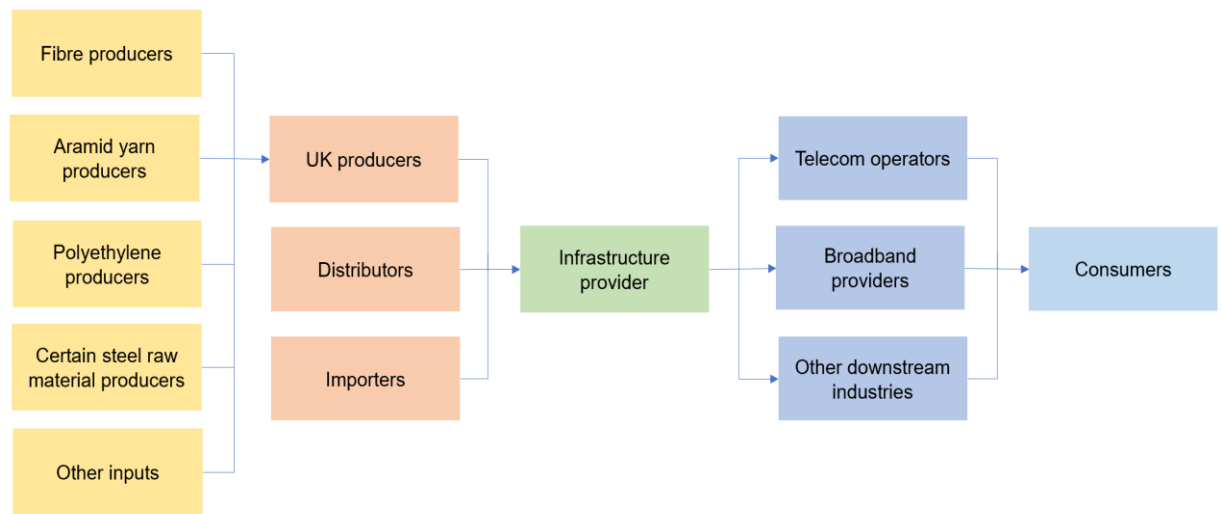 Fibre producers
Aramid yarn
producers
Polyethylene
producers
Certain steel raw
material producers
Other inputs
UK producers
Distributors
Importers
Infrastructure
provider
Telecom operators
Broadband
providers
Other downstream
industries
Consumers